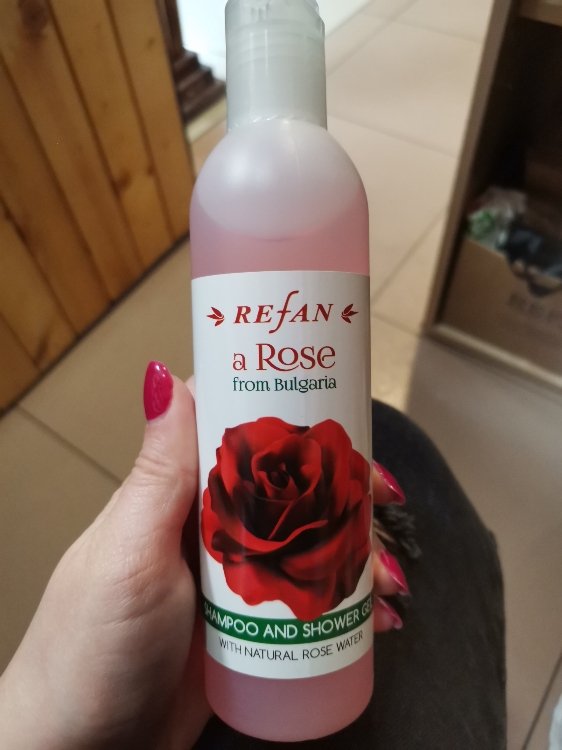 REFAN
a Rose
from Bulgaria
SHAMPOO AND SHOWER GEL
WITH NATURAL ROSE WATER